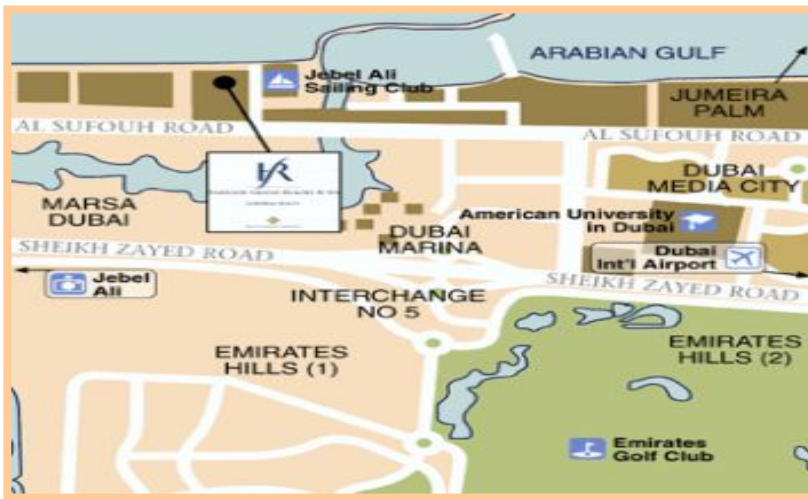 ARABIAN GULF
Jebel Ali
Sailing Club
JUMEIRA
PALM
AL SUFOUH ROAD
AL SUFOUH ROAD
DUBAI
MEDIA CITY
MARSA
DUBAI
American University
in Dubai
DUBAI
MARINA
SHEIKH ZAYED ROAD
Dubai
Int'l Airport
Jebel
Ali
SHEIKH ZAYED ROAD
INTERCHANGE
NO 5
EMIRATES
HILLS (1)
EMIRATES
HILLS (2)
Emirates
Golf Club